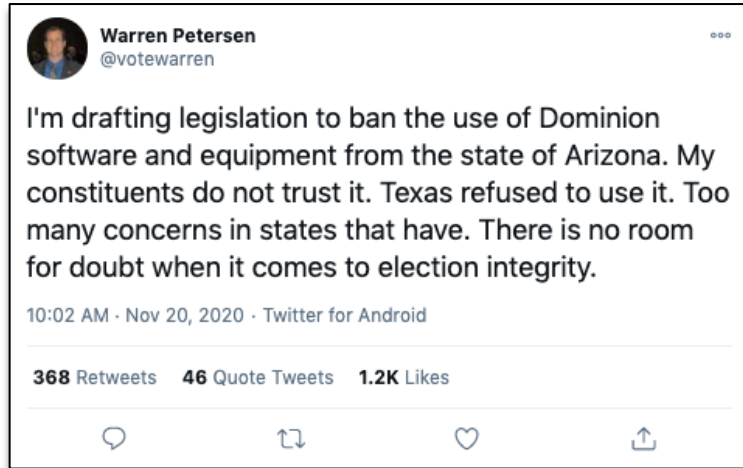 Warren Petersen
@votewarren
I'm drafting legislation to ban the use of Dominion
software and equipment from the state of Arizona. My
constituents do not trust it. Texas refused to use it. Too
many concerns in states that have. There is no room
for doubt when it comes to election integrity.
10:02 AM · Nov 20, 2020 · Twitter for Android
368 Retweets 46 Quote Tweets 1.2K Likes